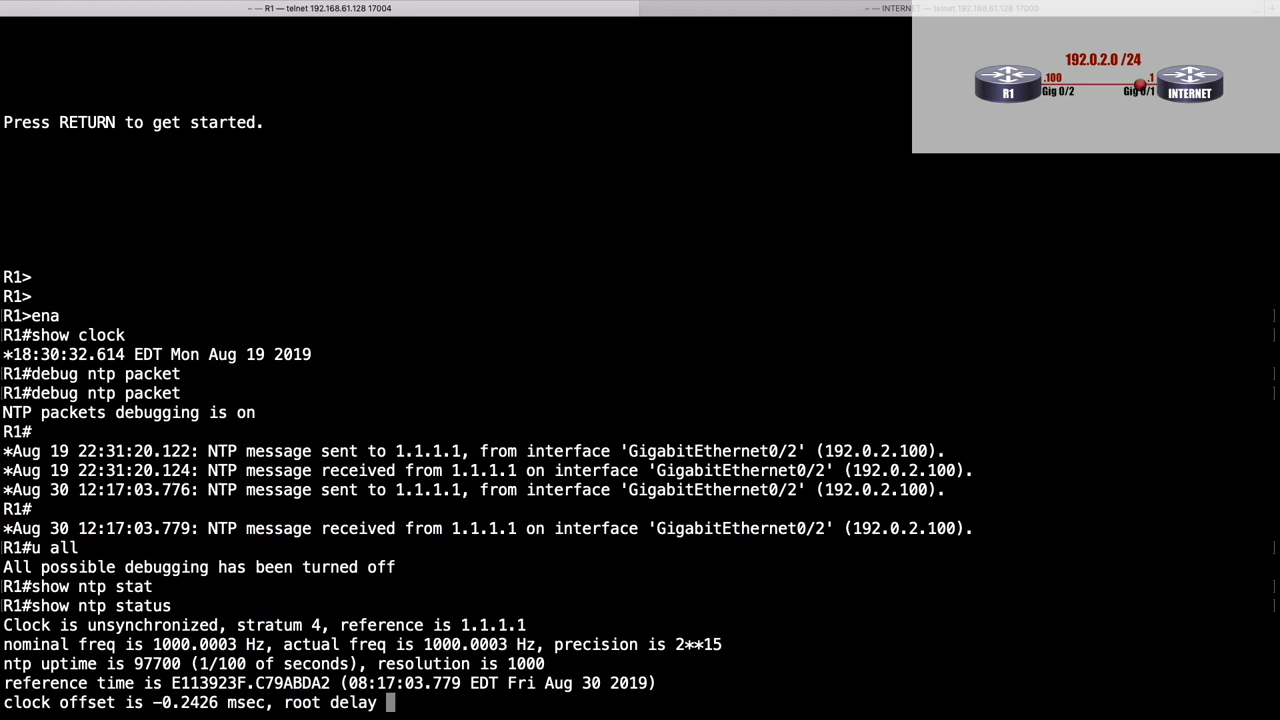 ~ — R1 — telnet 192.168.61.128 17004
~ — INTERNET — telnet 192.168.61.128 17000
192.0.2.0 /24
.100
.1
R1
Gig 0/2
Gig 0/1
INTERNET
Press RETURN to get started.
R1>
R1>
R1>ena
R1#show clock
*18:30:32.614 EDT Mon Aug 19 2019
R1#debug ntp packet
R1#debug ntp packet
NTP packets debugging is on
R1#
*Aug 19 22:31:20.122: NTP message sent to 1.1.1.1, from interface 'GigabitEthernet0/2' (192.0.2.100).
*Aug 19 22:31:20.124: NTP message received from 1.1.1.1 on interface 'GigabitEthernet0/2' (192.0.2.100).
*Aug 30 12:17:03.776: NTP message sent to 1.1.1.1, from interface 'GigabitEthernet0/2' (192.0.2.100).
R1#
*Aug 30 12:17:03.779: NTP message received from 1.1.1.1 on interface 'GigabitEthernet0/2' (192.0.2.100).
R1#u all
All possible debugging has been turned off
R1#show ntp stat
R1#show ntp status
Clock is unsynchronized, stratum 4, reference is 1.1.1.1
nominal freq is 1000.0003 Hz, actual freq is 1000.0003 Hz, precision is 2**15
ntp uptime is 97700 (1/100 of seconds), resolution is 1000
reference time is E113923F.C79ABDA2 (08:17:03.779 EDT Fri Aug 30 2019)
clock offset is -0.2426 msec, root delay